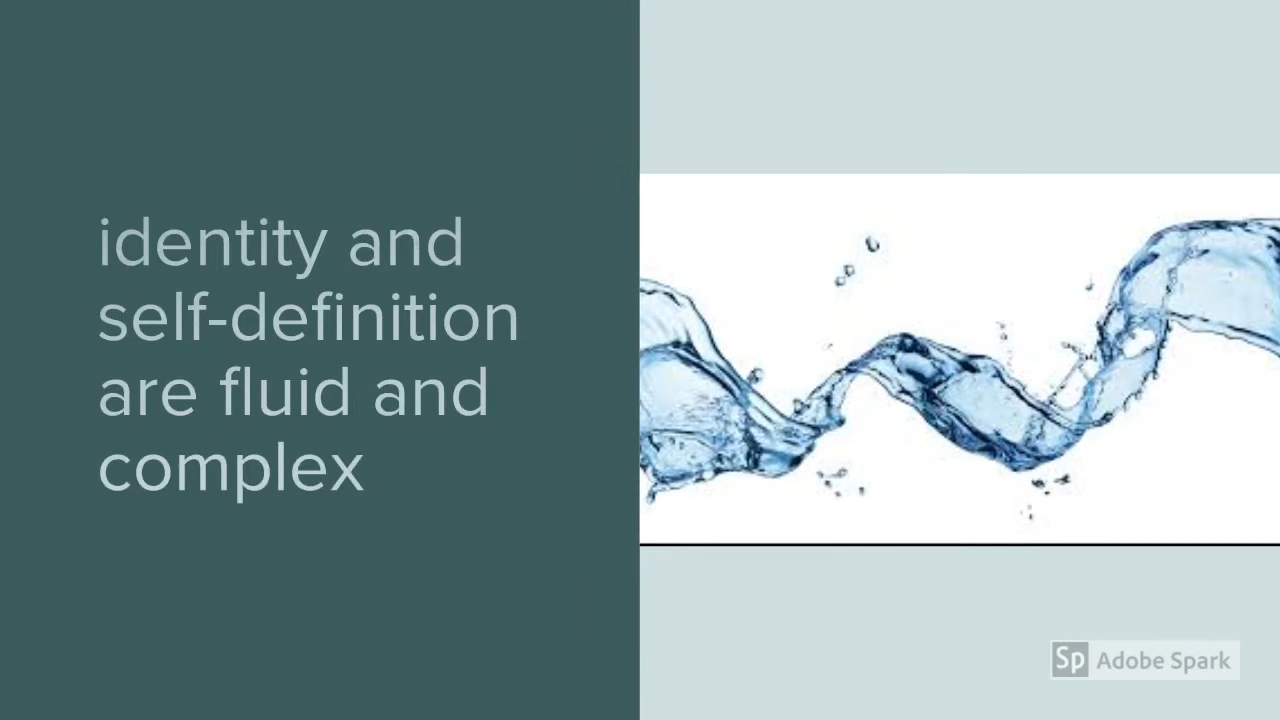 identity and
self-definition
are fluid and
complex
Sp Adobe Spark